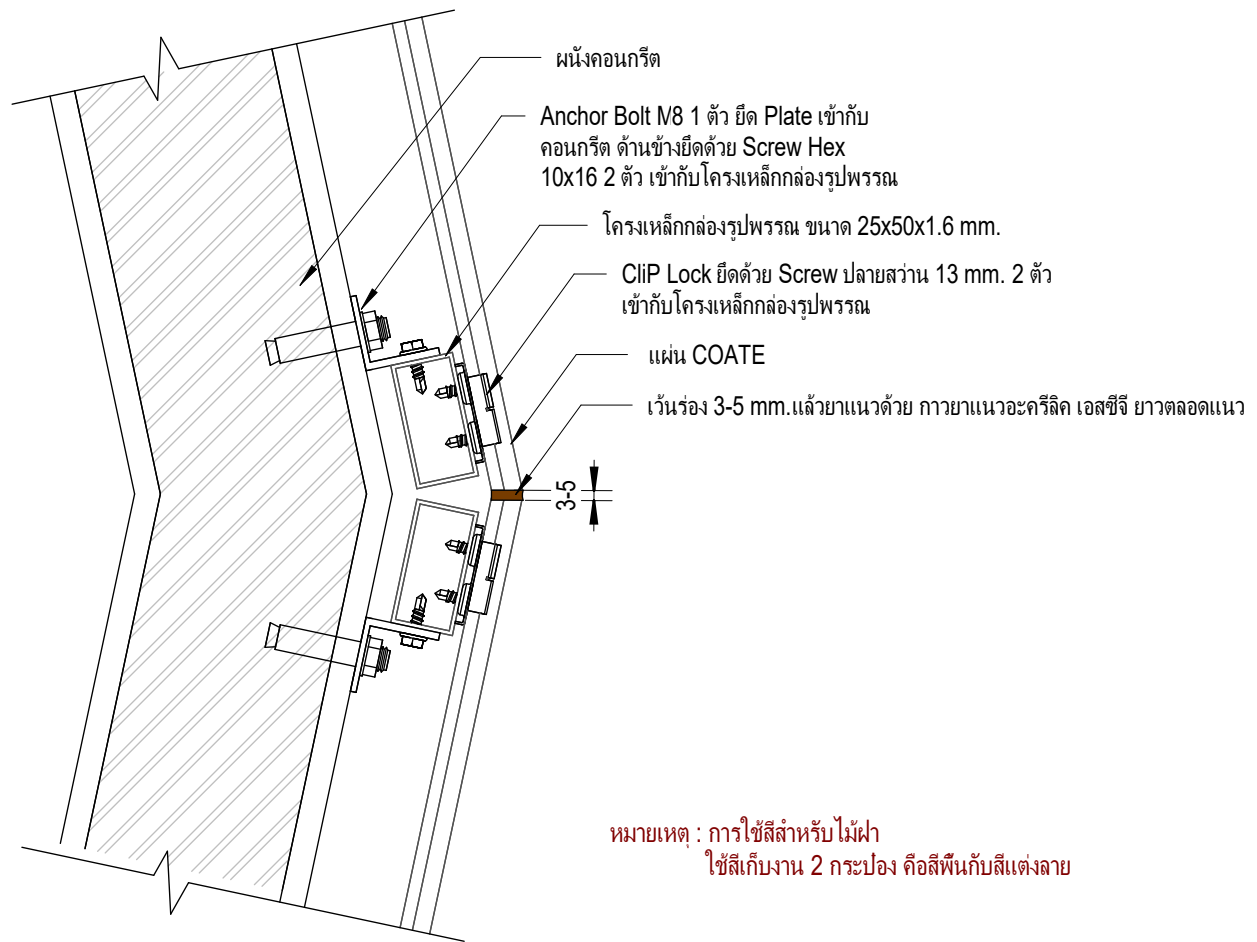 ผนังคอนกรีต
Anchor Bolt M8 1 ตัว ยึด Plate เข้ากับ
คอนกรีต ด้านข้างยึดด้วย Screw Hex
10x16 2 ตัว เข้ากับโครงเหล็กกล่องรูปพรรณ
โครงเหล็กกล่องรูปพรรณ ขนาด 25x50x1.6 mm.
CliP Lock ยึดด้วย Screw ปลายสว่าน 13 mm. 2 ตัว
เข้ากับโครงเหล็กกล่องรูปพรรณ
แผ่น COATE
เว้นร่อง 3-5 mm.แล้วยาแนวด้วย กาวยาแนวอะครีลิค เอสซีจี ยาวตลอดแนว
3-5
หมายเหตุ : การใช้สีสำหรับไม้ฝา
ใช้สีเก็บงาน 2 กระป๋อง คือสีพื้นกับสีแต่งลาย